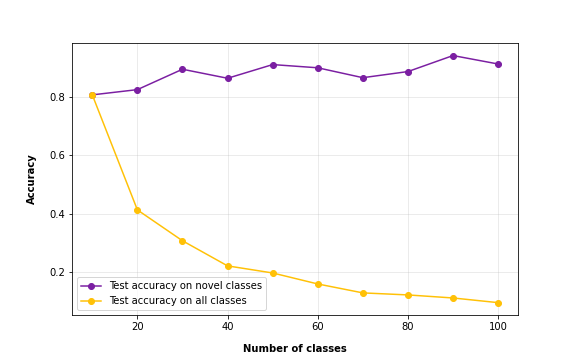 0.8
0.6
0.4
0.2
Accuracy
Test accuracy on novel classes
Test accuracy on all classes
20 40 60 80 100
Number of classes